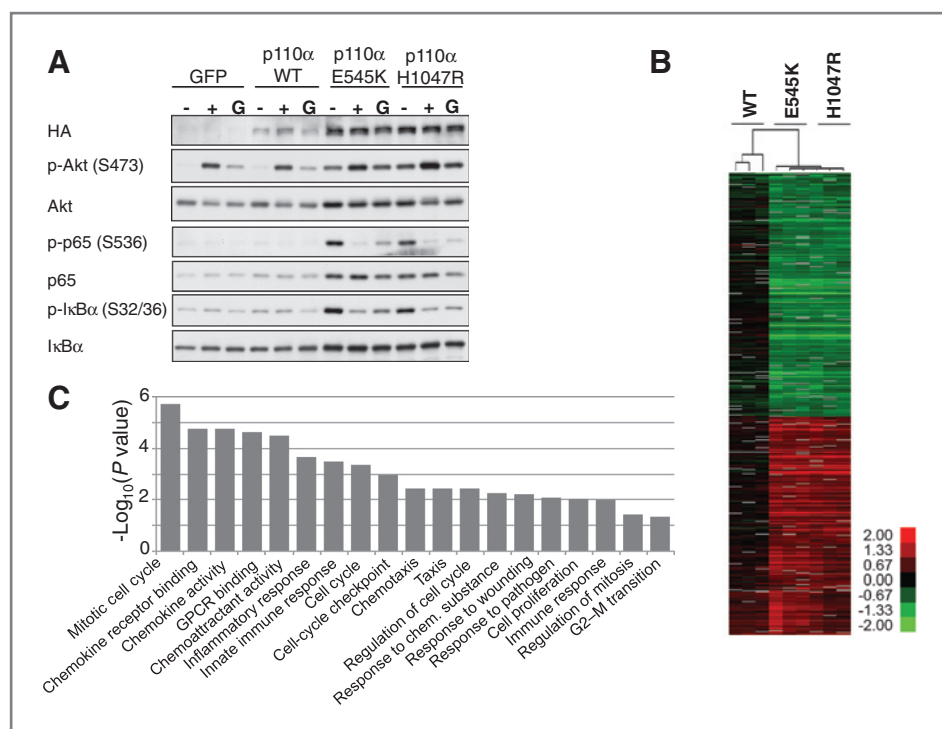 A
GFP
p110α WT
p110α E545K
p110α H1047R
- + G - + G - + G - + G
HA
p-Akt (S473)
Akt
p-p65 (S536)
p65
p-IκBα (S32/36)
IκBα
B
WT
E545K
H1047R
2.00
1.33
0.67
0.00
-0.67
-1.33
-2.00
C
-Log10(P value)
6
4
2
0
Mitotic cell cycle
Chemokine receptor binding
Chemokine activity
GPCR binding
Chemoattractant activity
Inflammatory response
Innate immune response
Cell cycle
Cell-cycle checkpoint
Chemotaxis
Taxis
Regulation of cell cycle
Response to chem. substance
Response to wounding
Response to pathogen
Cell proliferation
Immune response
Regulation of mitosis
G2–M transition